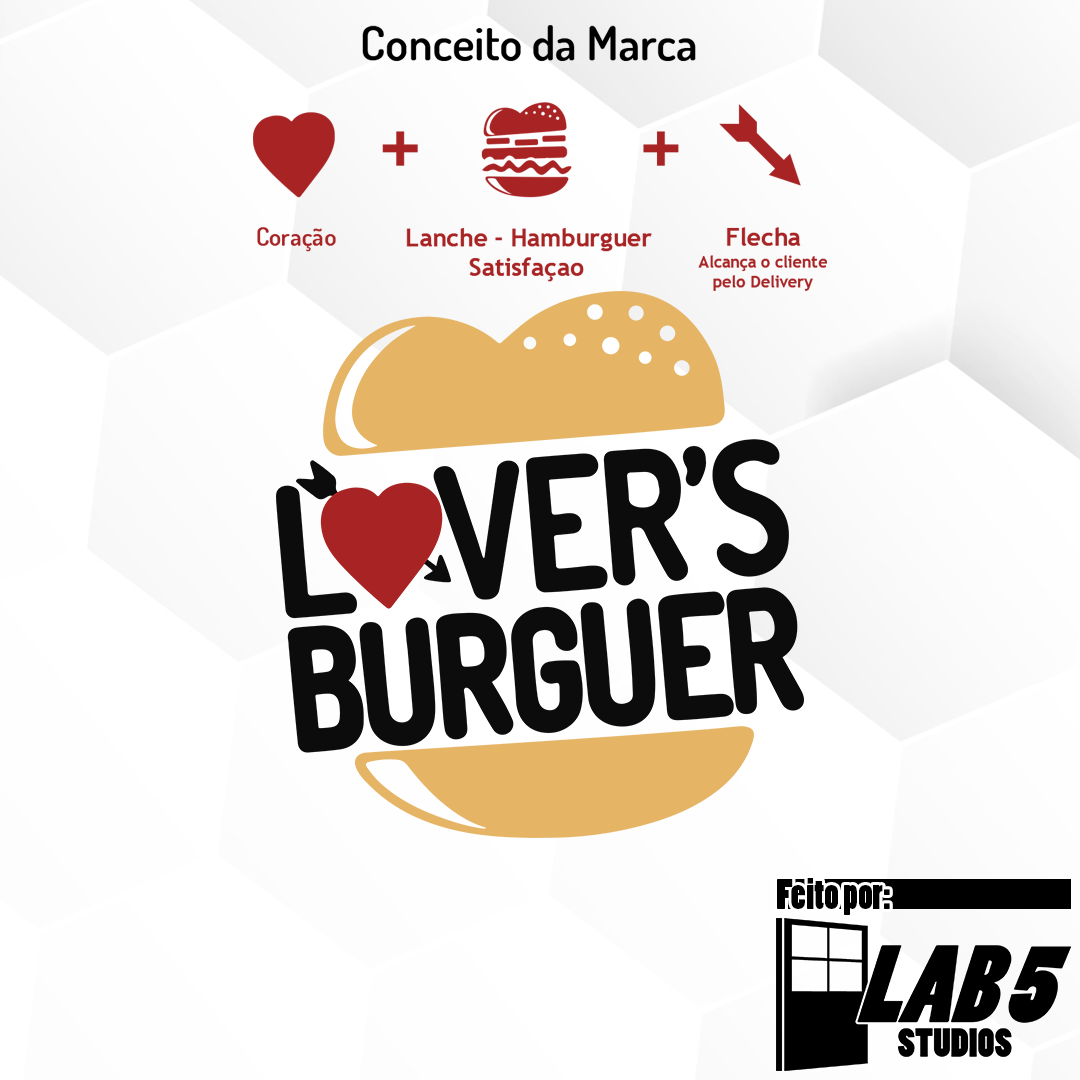 Conceito da Marca
+ +
Coração
Lanche - Hamburguer
Satisfaçao
Flecha
Alcança o cliente
pelo Delivery
LOVER'S
BURGUER
Feito por:
LAB 5
STUDIOS